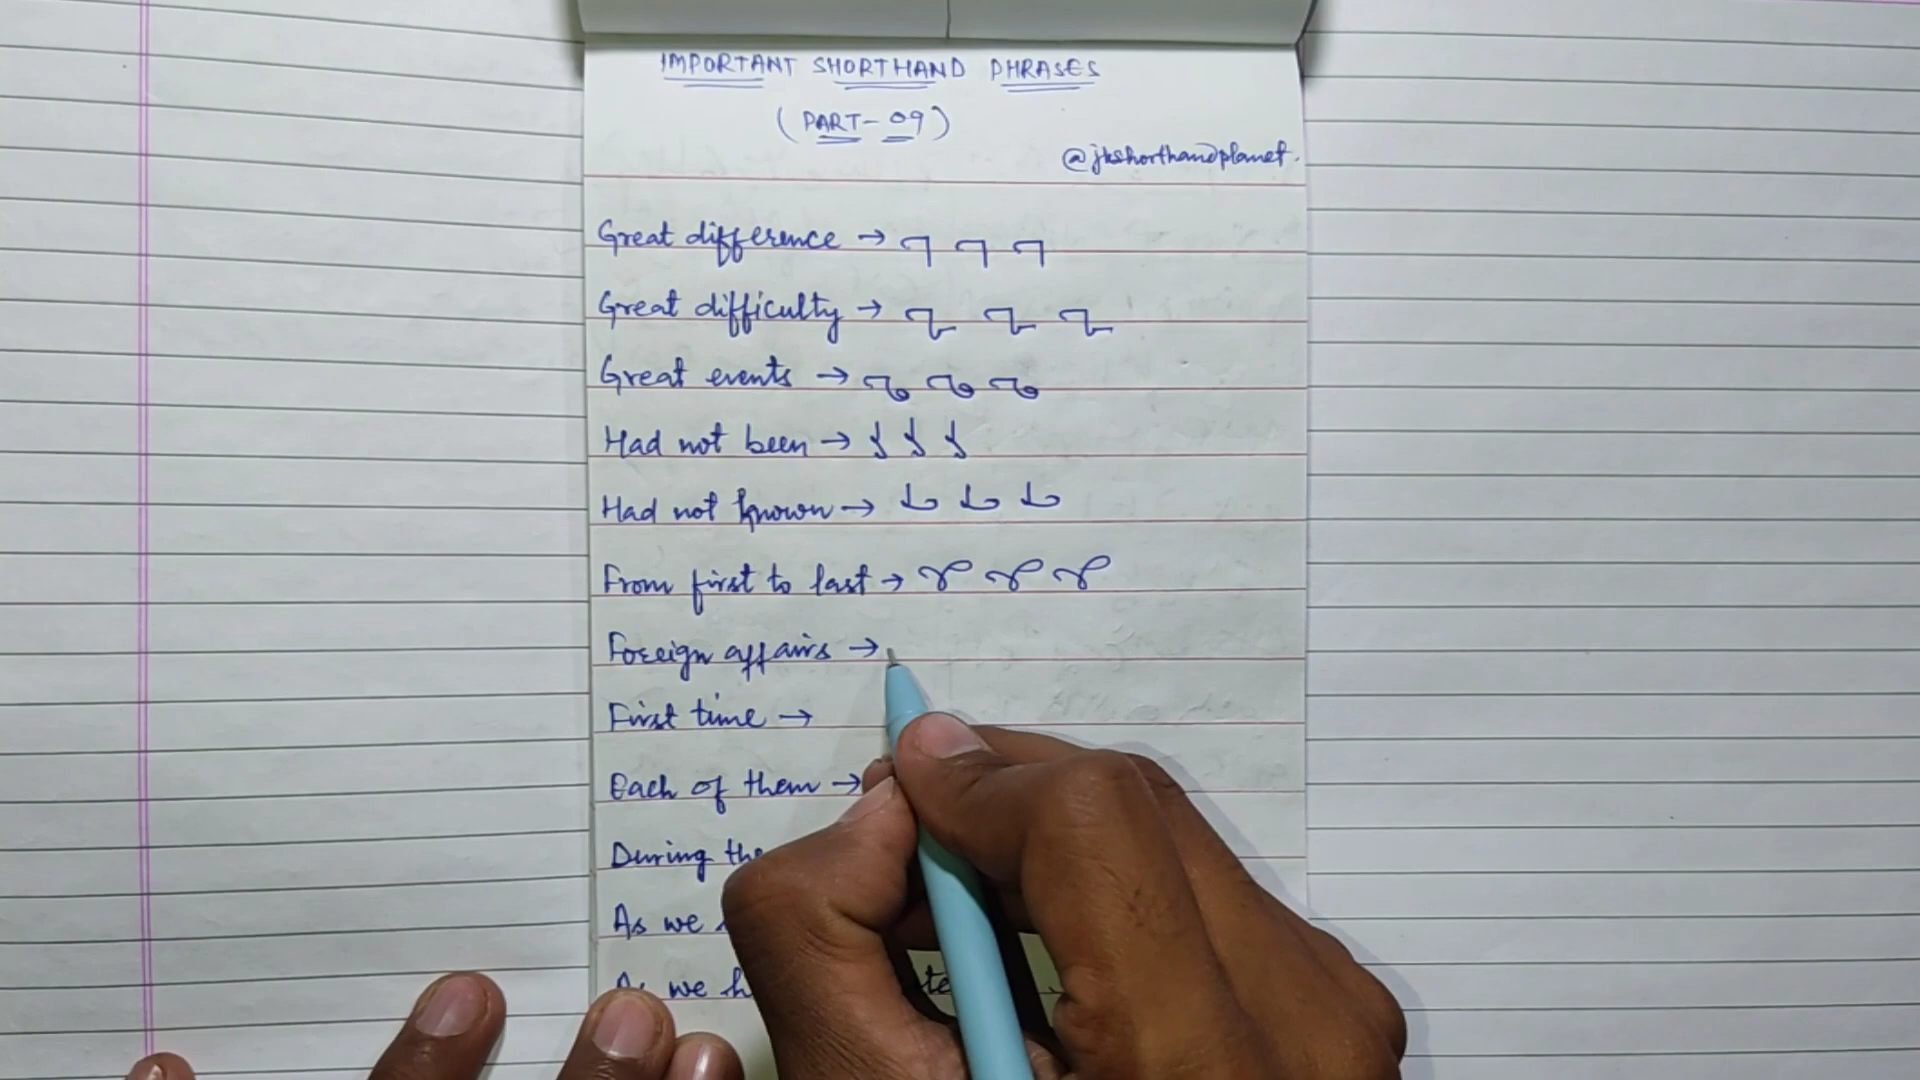 IMPORTANT SHORTHAND PHRASES
(PART-09)
@jkshorthandplanet.
Great difference →
Great difficulty →
Great events →
Had not been →
Had not known →
From first to last →
Foreign affairs →
First time →
Each of them →
During the
As we
As we